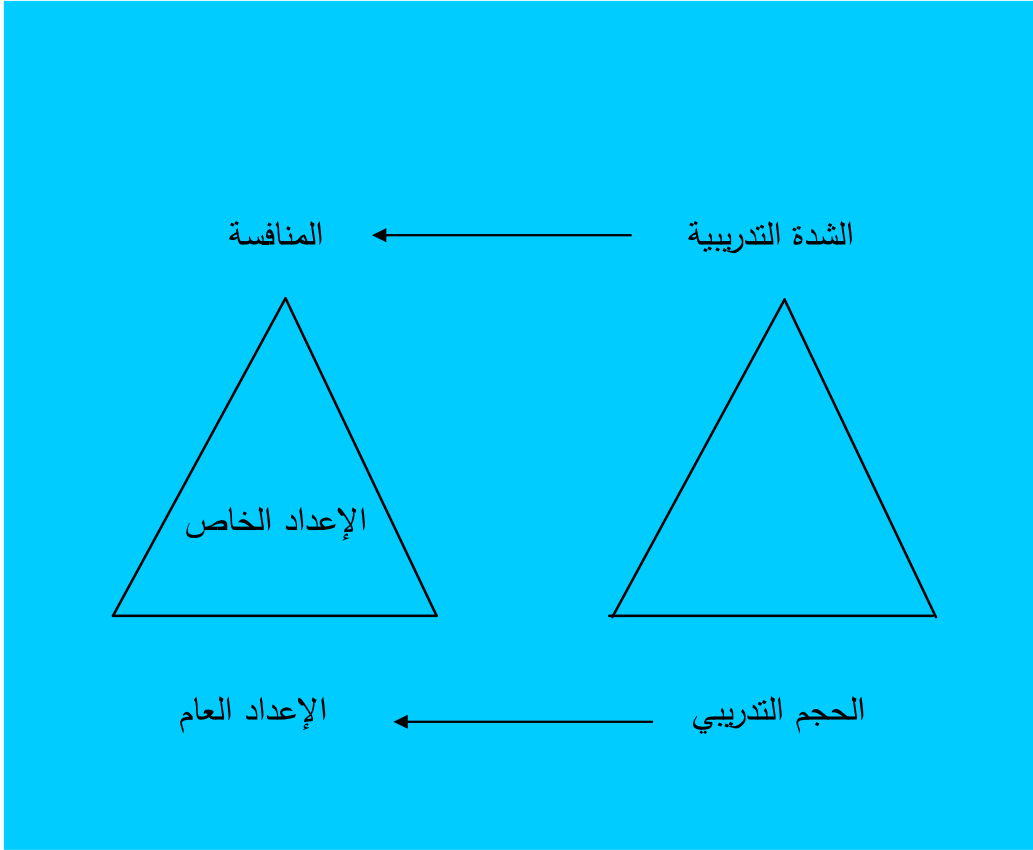 الشدة التدريبية
المنافسة
الإعداد الخاص
الحجم التدريبي
الإعداد العام